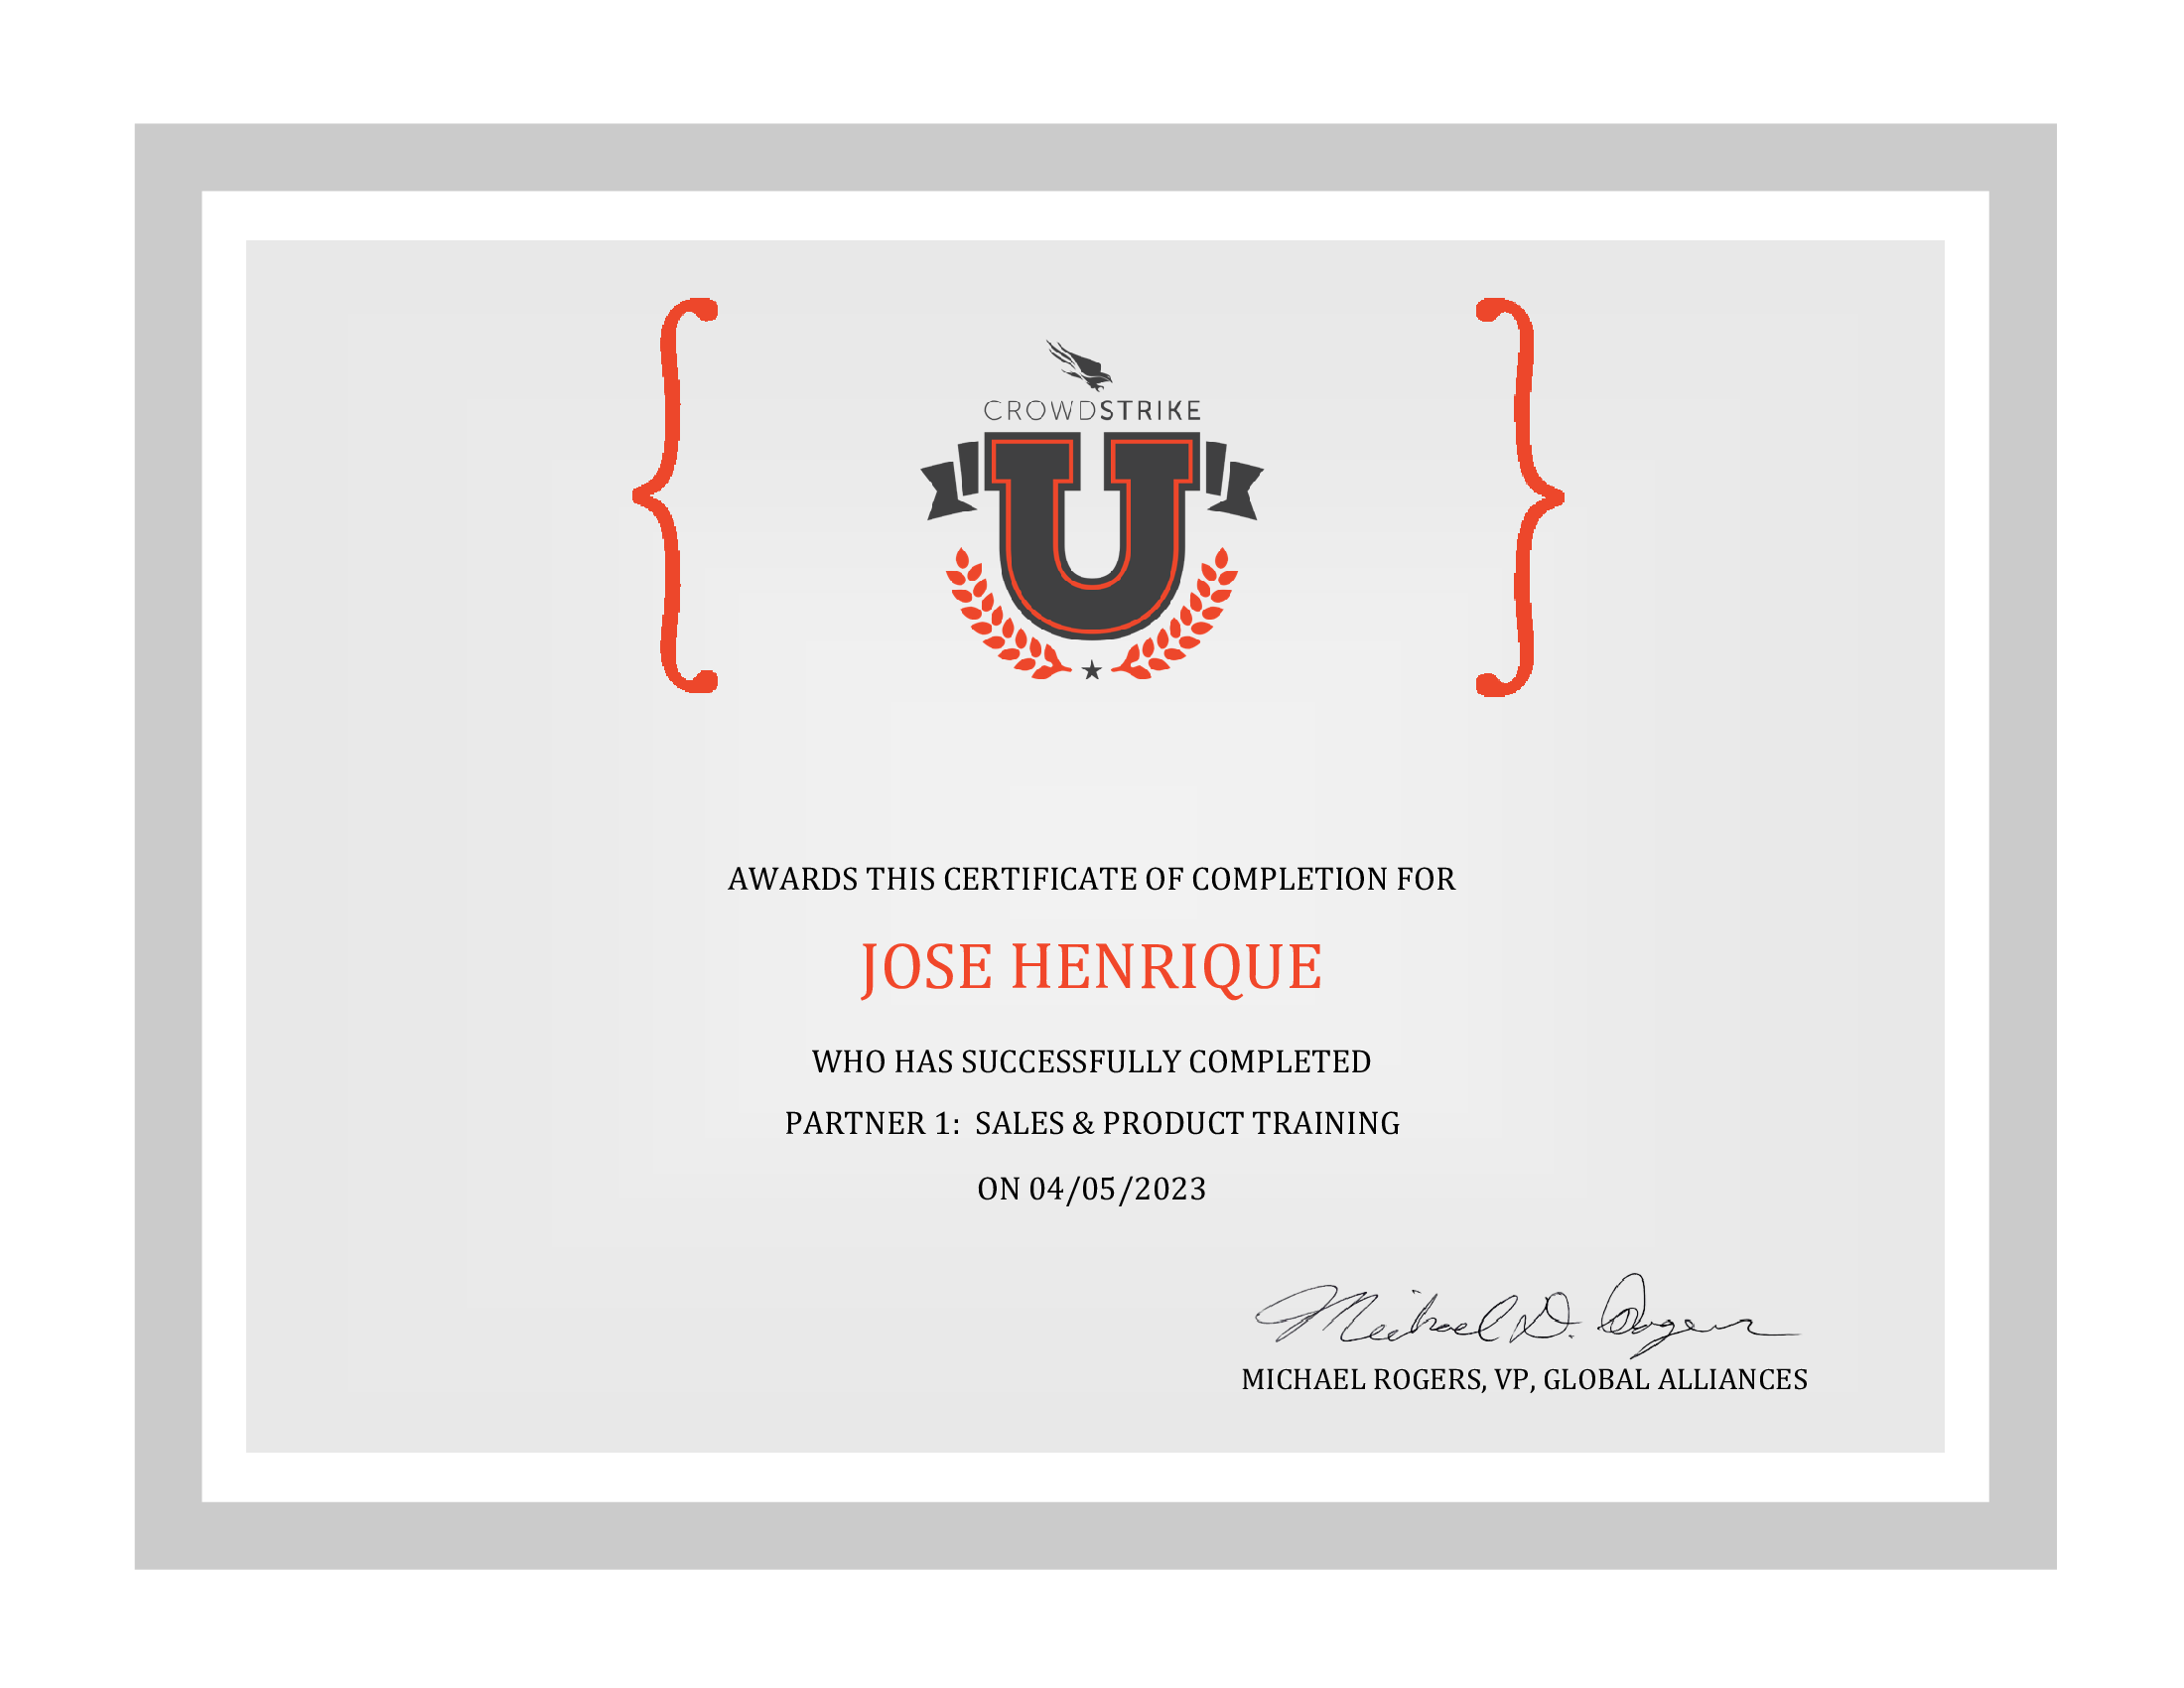 CROWDSTRIKE
U
AWARDS THIS CERTIFICATE OF COMPLETION FOR
JOSE HENRIQUE
WHO HAS SUCCESSFULLY COMPLETED
PARTNER 1:  SALES & PRODUCT TRAINING
ON 04/05/2023
Michael D. Rogers
MICHAEL ROGERS, VP, GLOBAL ALLIANCES